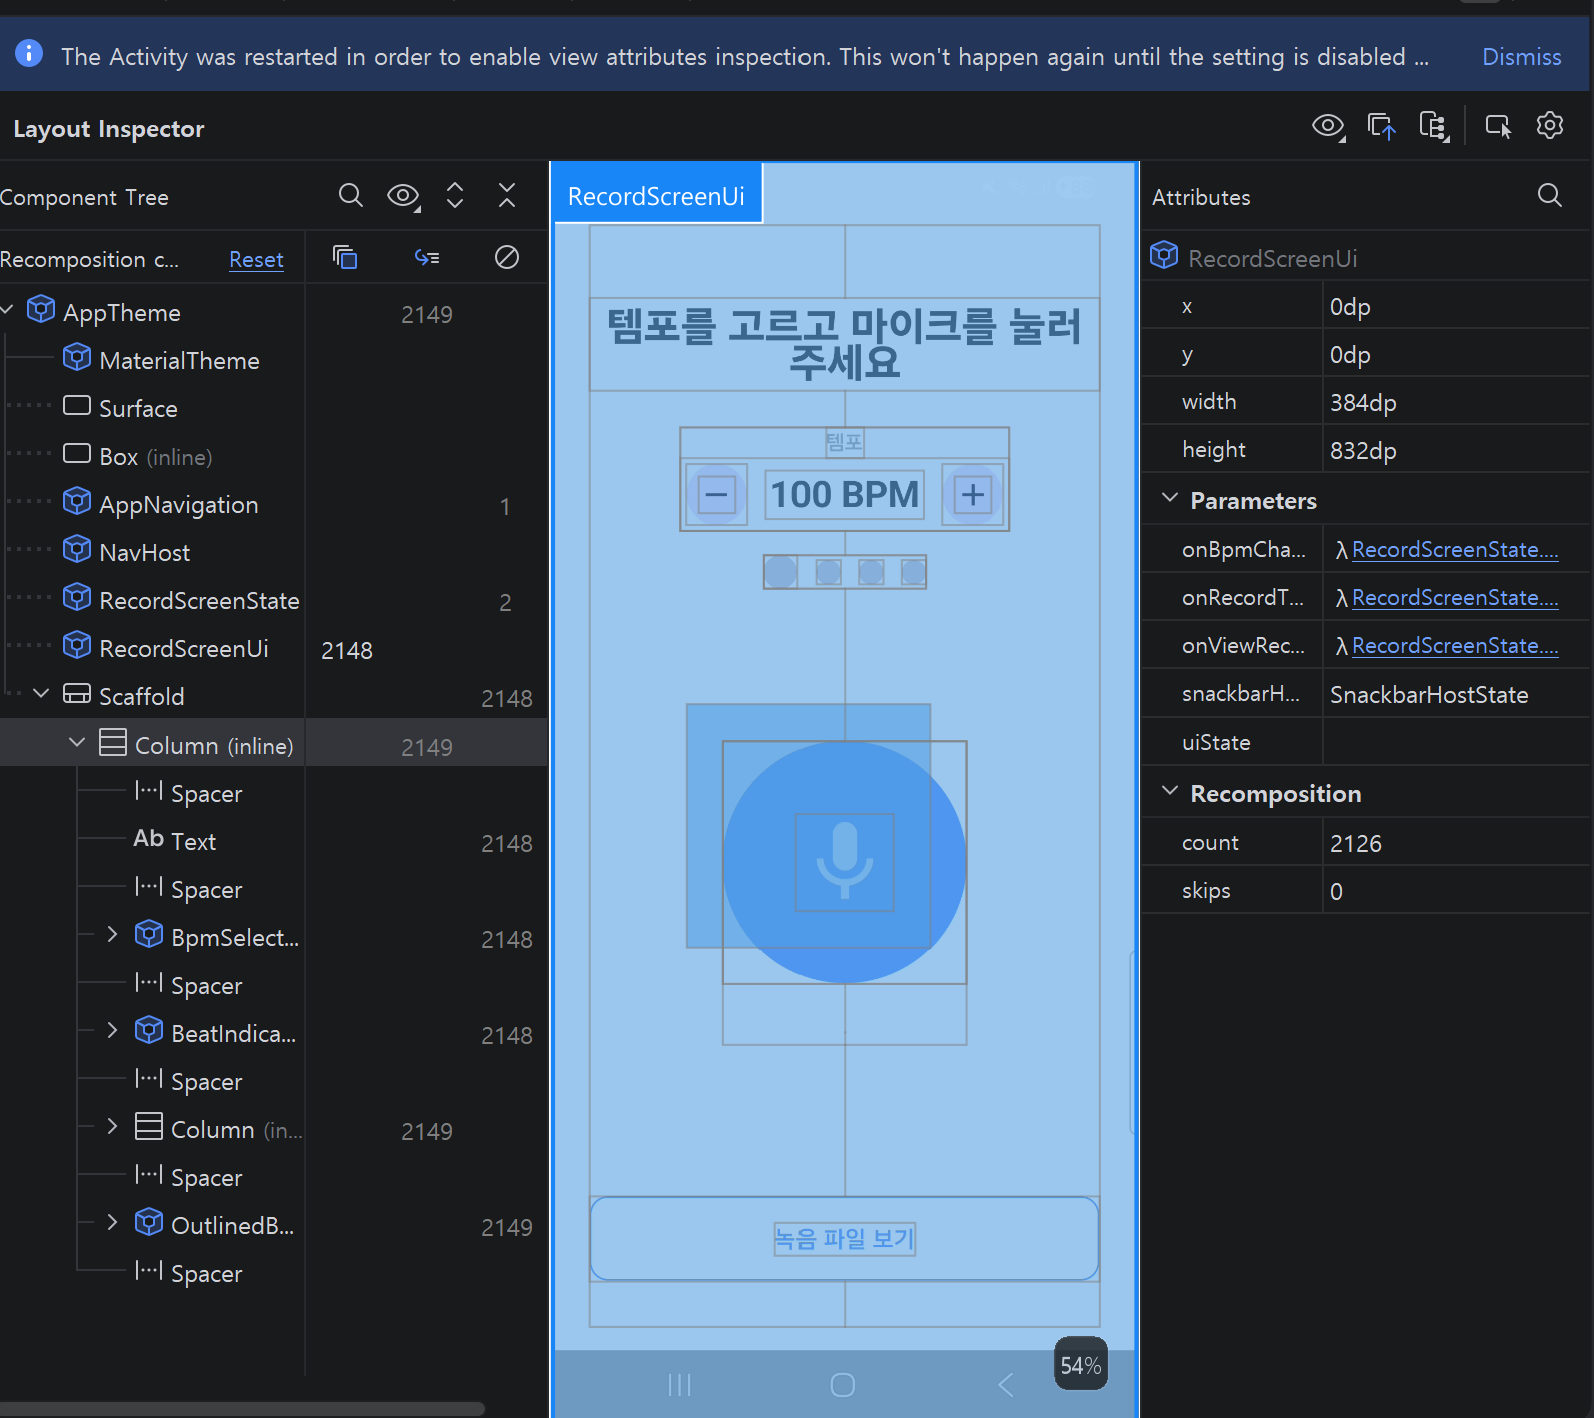 The Activity was restarted in order to enable view attributes inspection. This won't happen again until the setting is disabled ...
Dismiss
Layout Inspector
Component Tree
Recomposition c...
Reset
AppTheme 2149
MaterialTheme
Surface
Box (inline)
AppNavigation 1
NavHost
RecordScreenState 2
RecordScreenUi 2148
Scaffold 2148
Column (inline) 2149
Spacer
Ab Text 2148
Spacer
BpmSelect... 2148
Spacer
BeatIndica... 2148
Spacer
Column (in... 2149
Spacer
OutlinedB... 2149
Spacer
RecordScreenUi
템포를 고르고 마이크를 눌러
주세요
템포
100 BPM
녹음 파일 보기
54%
Attributes
RecordScreenUi
x 0dp
y 0dp
width 384dp
height 832dp
Parameters
onBpmCha... λ RecordScreenState....
onRecordT... λ RecordScreenState....
onViewRec... λ RecordScreenState....
snackbarH... SnackbarHostState
uiState
Recomposition
count 2126
skips 0